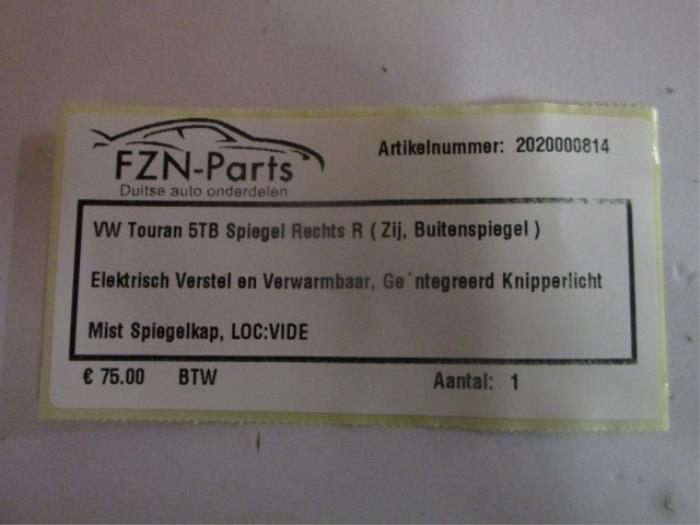 FZN-Parts
Duitse auto onderdelen
Artikelnummer: 2020000814
VW Touran 5TB Spiegel Rechts R ( Zij, Buitenspiegel )
Elektrisch Verstel en Verwarmbaar, Ge´ntegreerd Knipperlicht
Mist Spiegelkap, LOC:VIDE
€ 75.00 BTW Aantal: 1